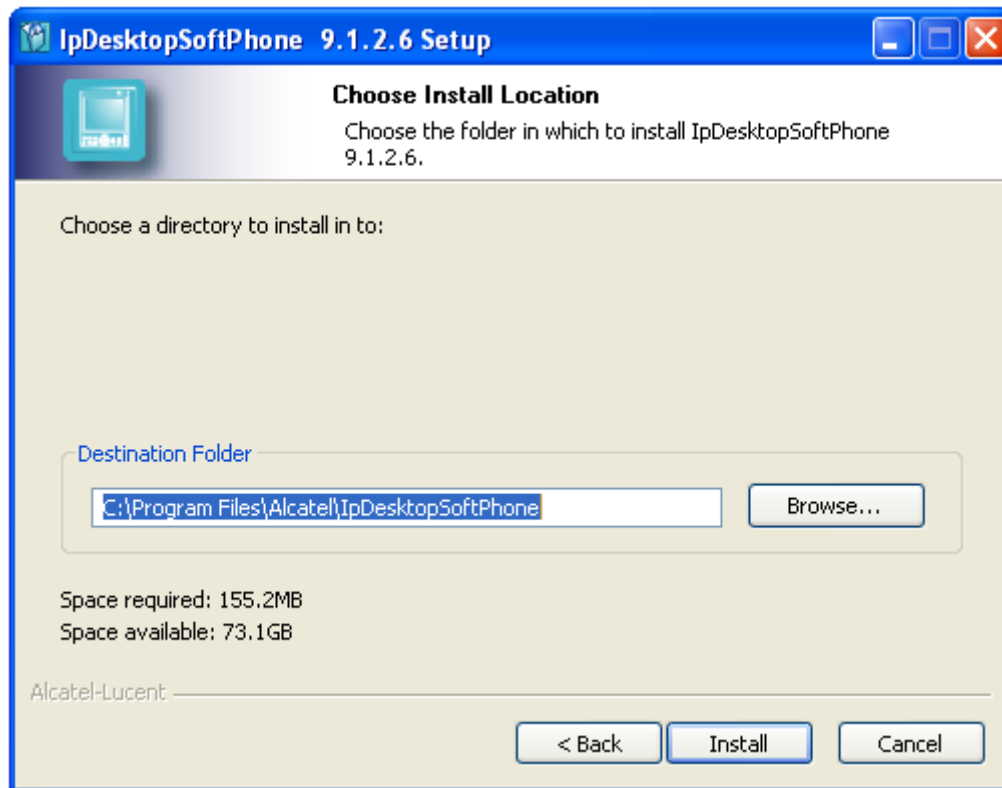 IpDesktopSoftPhone 9.1.2.6 Setup
Choose Install Location
Choose the folder in which to install IpDesktopSoftPhone
9.1.2.6.
Choose a directory to install in to:
Destination Folder
C:\Program Files\Alcatel\IpDesktopSoftPhone
Browse...
Space required: 155.2MB
Space available: 73.1GB
Alcatel-Lucent
< Back Install Cancel